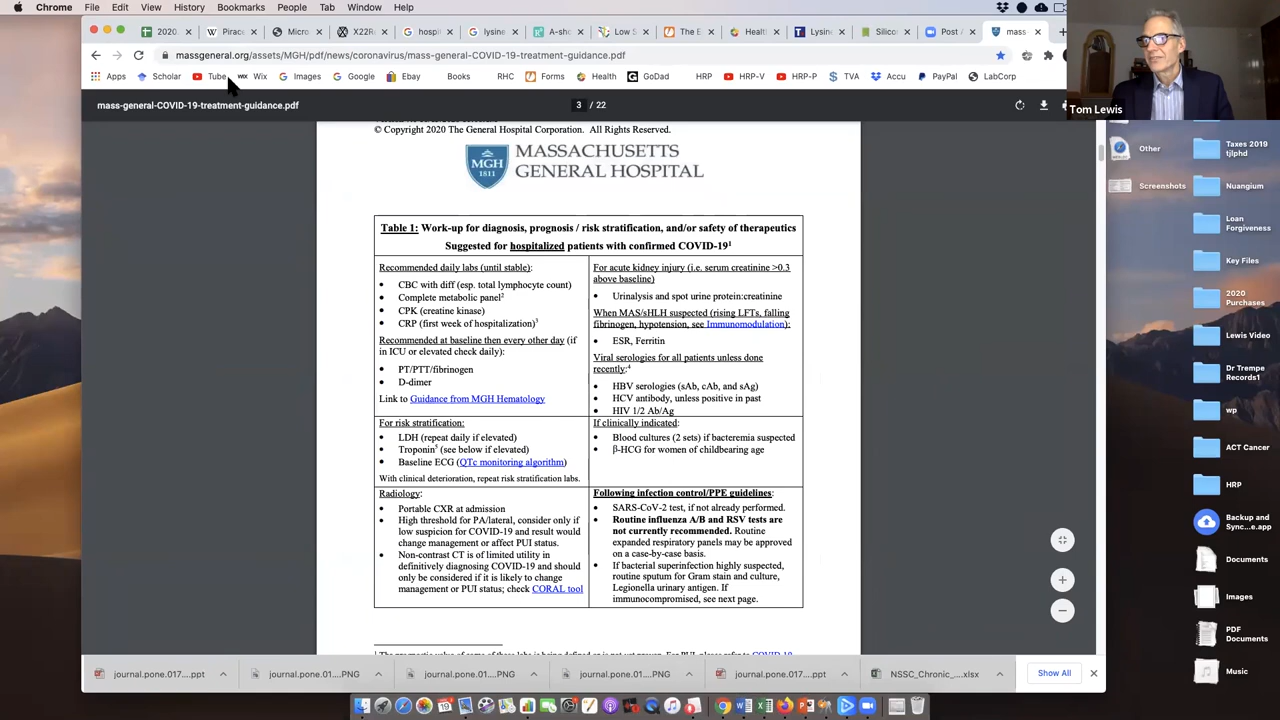 Chrome File Edit View History Bookmarks People Tab Window Help
2020. Pirac Micro X22R hospi lysine A-sho Low S The E Health Lysin Silico Post / mass-
massgeneral.org/assets/MGH/pdf/news/coronavirus/mass-general-COVID-19-treatment-guidance.pdf
Apps Scholar Tube Wix Images Google Ebay Books RHC Forms Health GoDad HRP HRP-V HRP-P TVA Accu PayPal LabCorp
Tom Lewis
mass-general-COVID-19-treatment-guidance.pdf
3 / 22
© Copyright 2020 The General Hospital Corporation. All Rights Reserved.
MGH
1811
MASSACHUSETTS
GENERAL HOSPITAL
Table 1: Work-up for diagnosis, prognosis / risk stratification, and/or safety of therapeutics
Suggested for hospitalized patients with confirmed COVID-19¹
Recommended daily labs (until stable):
• CBC with diff (esp. total lymphocyte count)
• Complete metabolic panel²
• CPK (creatine kinase)
• CRP (first week of hospitalization)³
Recommended at baseline then every other day (if
in ICU or elevated check daily):
• PT/PTT/fibrinogen
• D-dimer
Link to Guidance from MGH Hematology
For acute kidney injury (i.e. serum creatinine >0.3
above baseline)
• Urinalysis and spot urine protein:creatinine
When MAS/sHLH suspected (rising LFTs, falling
fibrinogen, hypotension, see Immunomodulation):
• ESR, Ferritin
Viral serologies for all patients unless done
recently:⁴
• HBV serologies (sAb, cAb, and sAg)
• HCV antibody, unless positive in past
• HIV 1/2 Ab/Ag
For risk stratification:
• LDH (repeat daily if elevated)
• Troponin⁵ (see below if elevated)
• Baseline ECG (QTc monitoring algorithm)
With clinical deterioration, repeat risk stratification labs.
If clinically indicated:
• Blood cultures (2 sets) if bacteremia suspected
• β-HCG for women of childbearing age
Radiology:
• Portable CXR at admission
• High threshold for PA/lateral, consider only if
low suspicion for COVID-19 and result would
change management or affect PUI status.
• Non-contrast CT is of limited utility in
definitively diagnosing COVID-19 and should
only be considered if it is likely to change
management or PUI status; check CORAL tool
Following infection control/PPE guidelines:
• SARS-CoV-2 test, if not already performed.
• Routine influenza A/B and RSV tests are
not currently recommended. Routine
expanded respiratory panels may be approved
on a case-by-case basis.
• If bacterial superinfection highly suspected,
routine sputum for Gram stain and culture,
Legionella urinary antigen. If
immunocompromised, see next page.
Other
Screenshots
Taxes 2019
tjlphd
Nuangium
Loan
Forgiveness
Key Files
2020
Purchases
Lewis Video
Dr Trempe
Records1
wp
ACT Cancer
HRP
Backup and
Sync...e.app
Documents
Images
PDF
Documents
Music
journal.pone.017....ppt journal.pone.01....PNG journal.pone.01....PNG journal.pone.01....PNG journal.pone.017....ppt NSSC_Chronic_....xlsx Show All